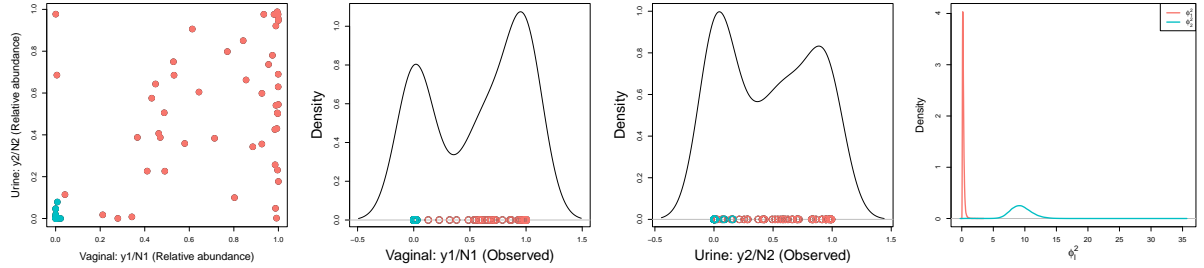 Urine: y2/N2 (Relative abundance)
1.0
0.8
0.6
0.4
0.2
0.0
0.0 0.2 0.4 0.6 0.8 1.0
Vaginal: y1/N1 (Relative abundance)
Density
1.0
0.8
0.6
0.4
0.2
0.0
−0.5 0.0 0.5 1.0 1.5
Vaginal: y1/N1 (Observed)
Density
1.0
0.8
0.6
0.4
0.2
0.0
−0.5 0.0 0.5 1.0 1.5
Urine: y2/N2 (Observed)
Density
4
3
2
1
0
0 5 10 15 20 25 30 35
ϕ²ₗ
ϕ²₁
ϕ²₂